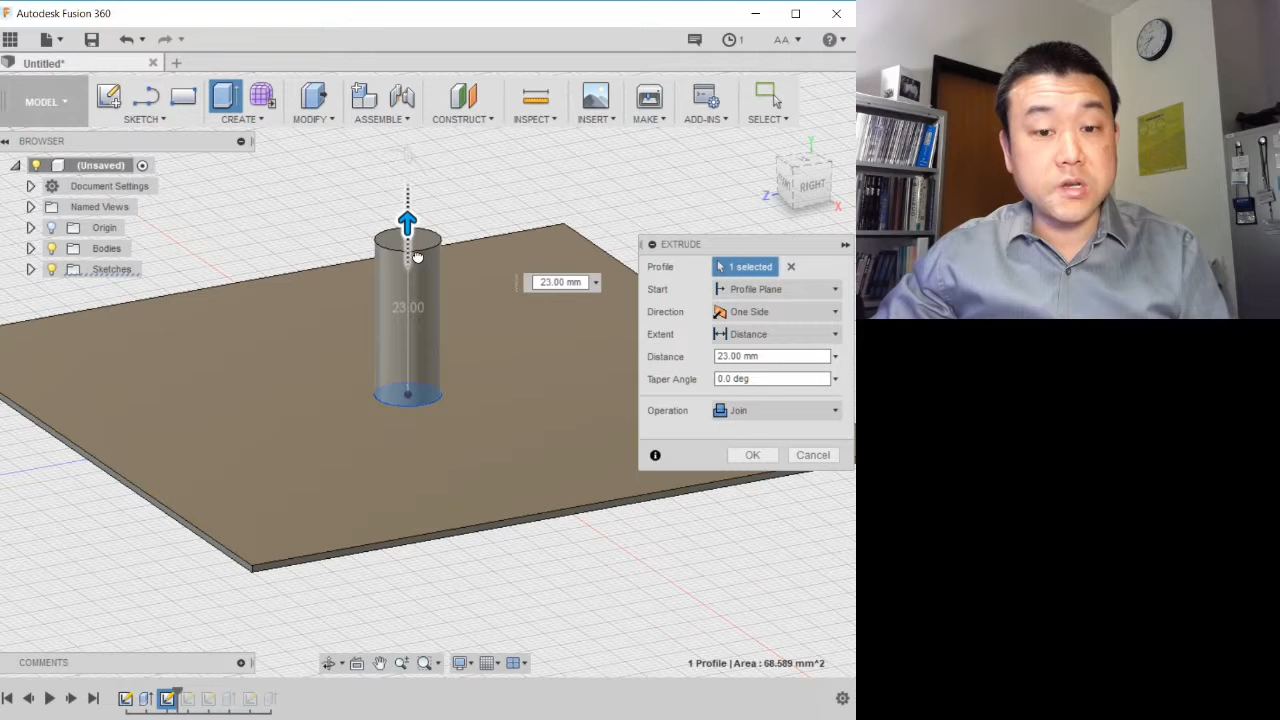 Autodesk Fusion 360
1
AA
Untitled*
MODEL
SKETCH
CREATE
MODIFY
ASSEMBLE
CONSTRUCT
INSPECT
INSERT
MAKE
ADD-INS
SELECT
BROWSER
(Unsaved)
Document Settings
Named Views
Origin
Bodies
Sketches
Y
RIGHT
Z
X
23.00 mm
23.00
EXTRUDE
Profile 1 selected
Start Profile Plane
Direction One Side
Extent Distance
Distance 23.00 mm
Taper Angle 0.0 deg
Operation Join
OK Cancel
COMMENTS
1 Profile | Area : 68.589 mm^2